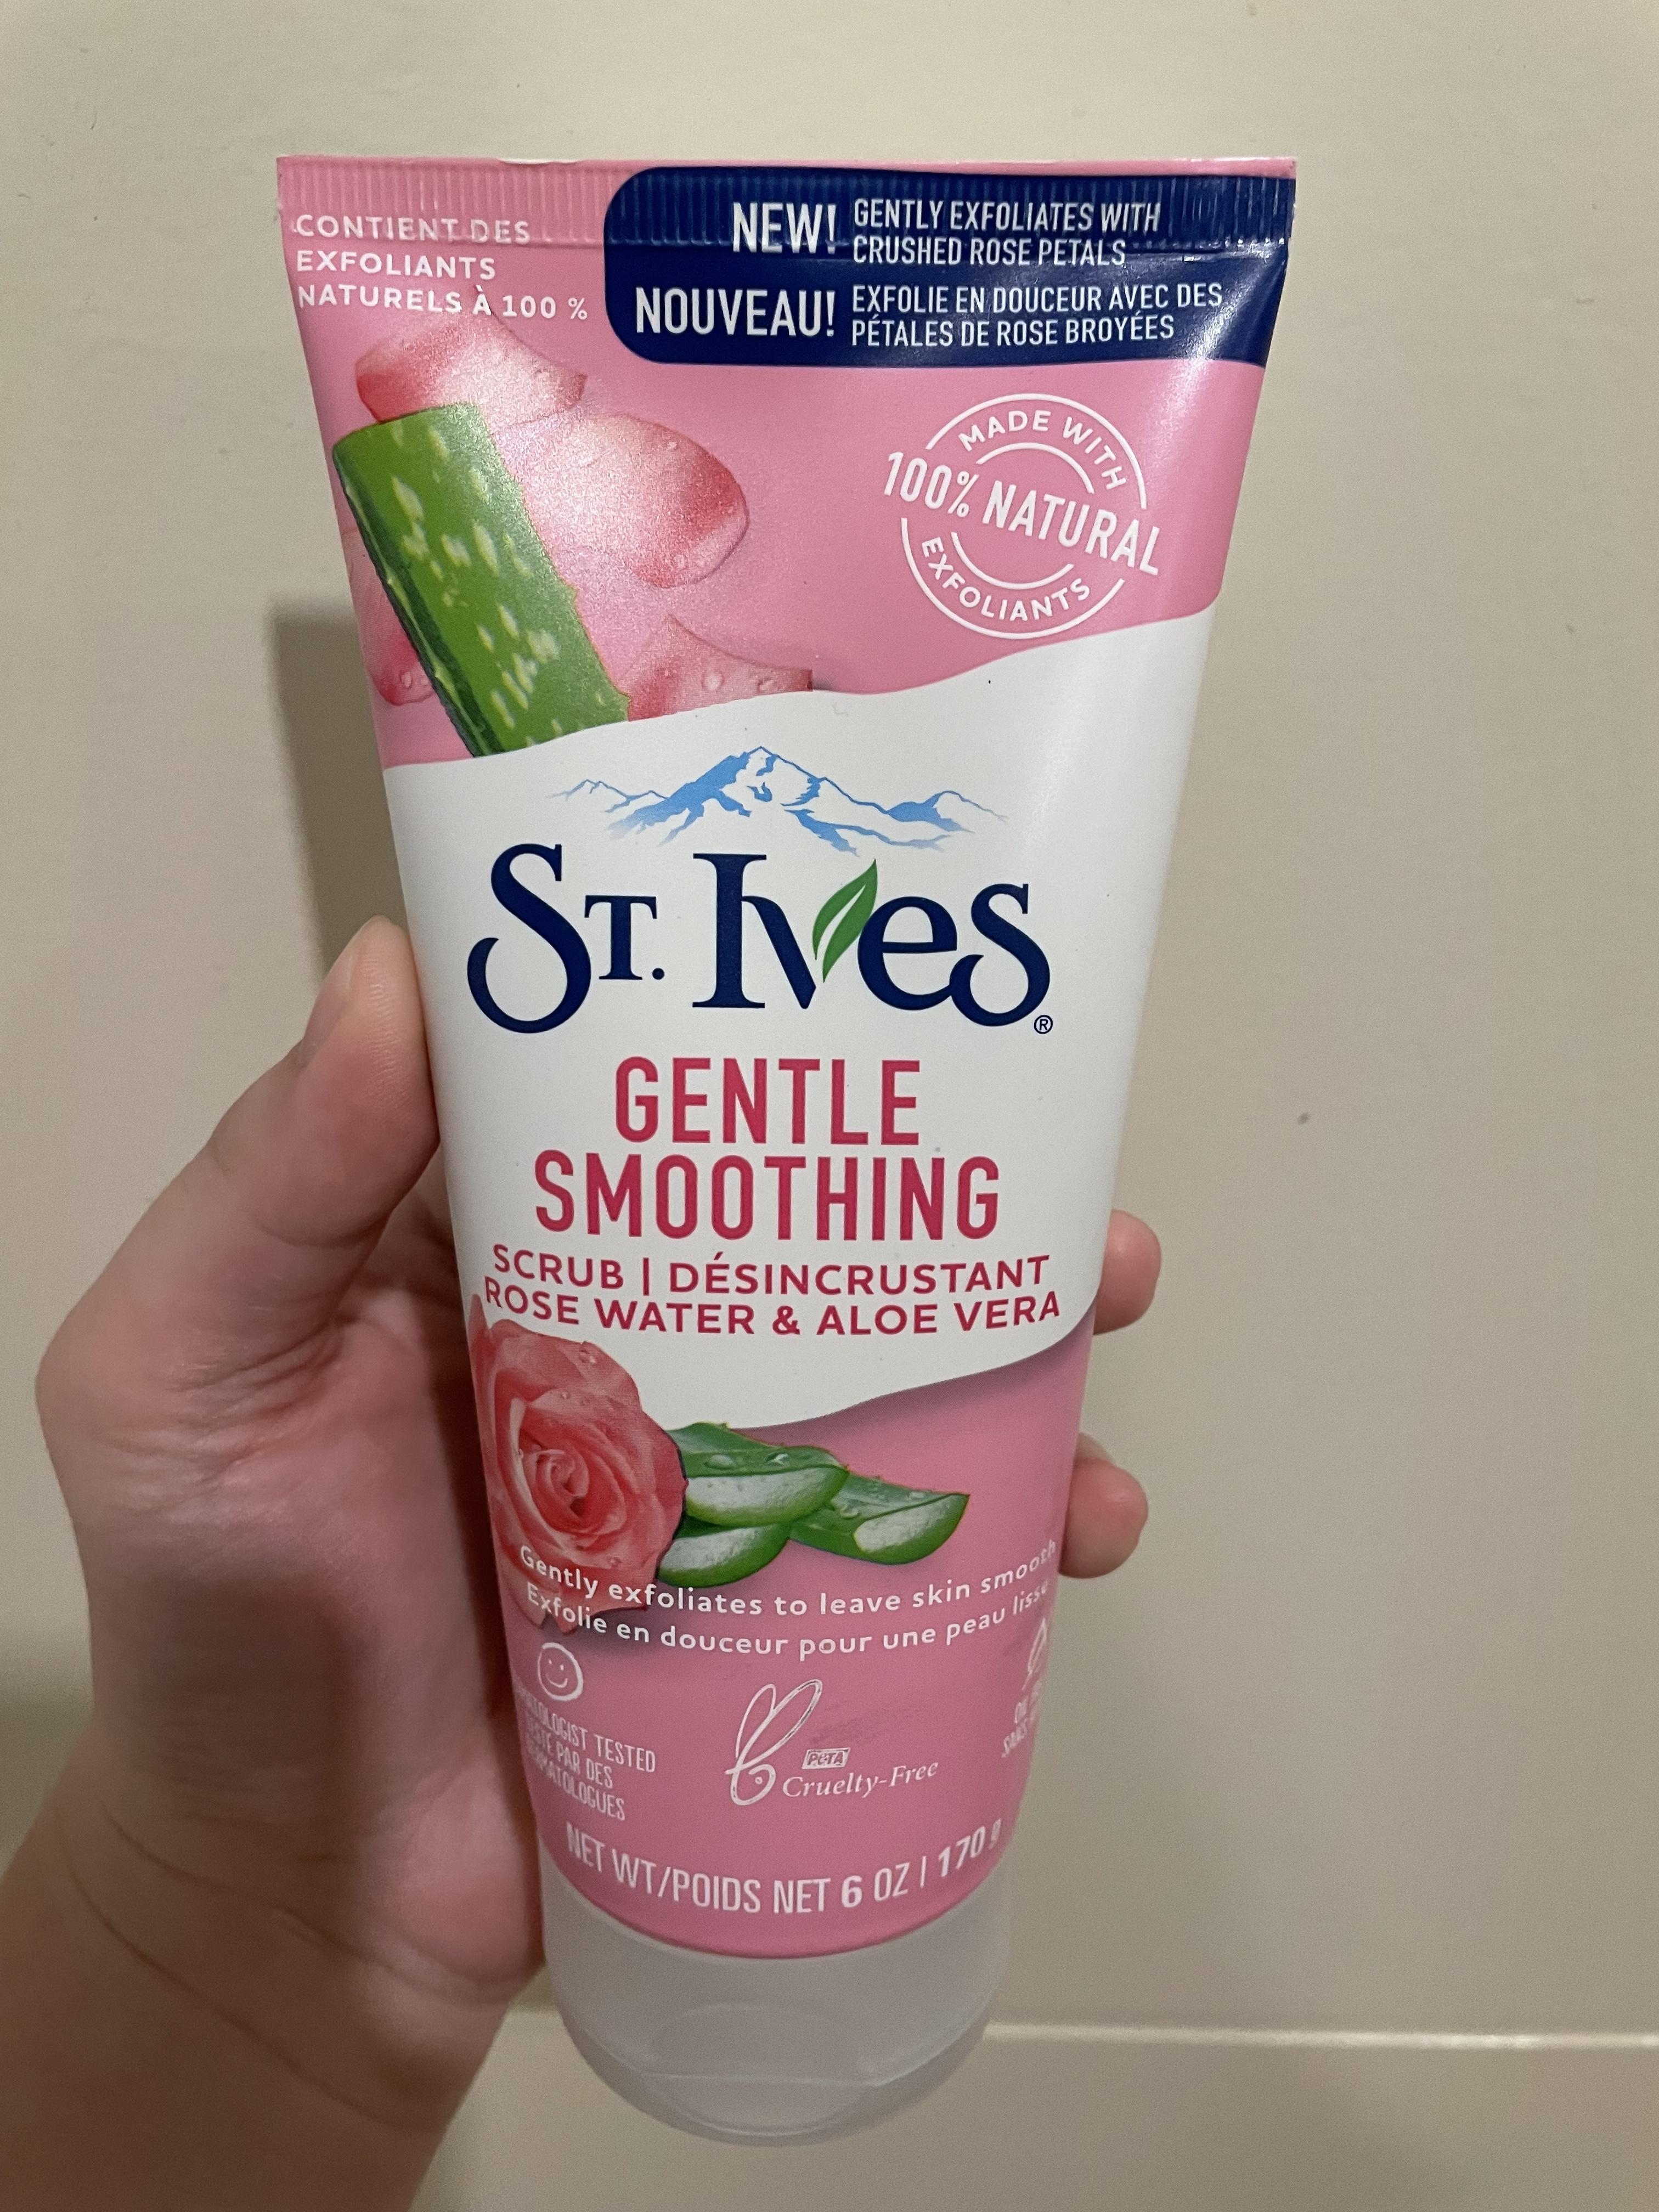 CONTIENT DES
EXFOLIANTS
NATURELS À 100 %
NEW! GENTLY EXFOLIATES WITH
CRUSHED ROSE PETALS
NOUVEAU! EXFOLIE EN DOUCEUR AVEC DES
PÉTALES DE ROSE BROYÉES
MADE WITH
100% NATURAL
EXFOLIANTS
ST. IVES®
GENTLE
SMOOTHING
SCRUB | DÉSINCRUSTANT
ROSE WATER & ALOE VERA
Gently exfoliates to leave skin smooth
Exfolie en douceur pour une peau lisse
TESTED
PAR DES
PETA
Cruelty-Free
NET WT/POIDS NET 6 OZ | 170 g